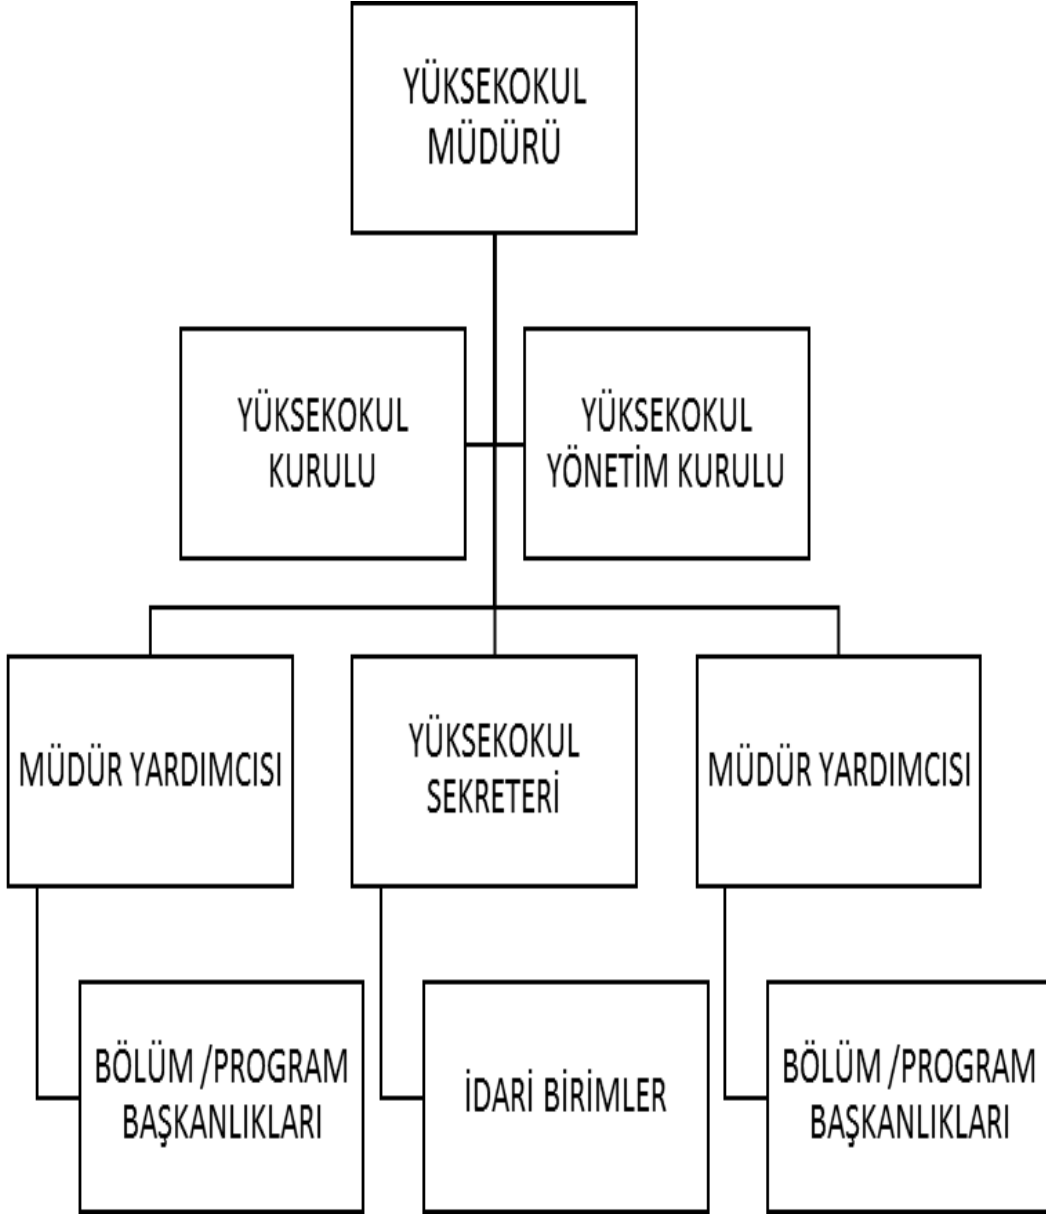 YÜKSEKOKUL
MÜDÜRÜ
YÜKSEKOKUL
KURULU
YÜKSEKOKUL
YÖNETİM KURULU
MÜDÜR YARDIMCISI
YÜKSEKOKUL
SEKRETERİ
MÜDÜR YARDIMCISI
BÖLÜM /PROGRAM
BAŞKANLIKLARI
İDARİ BİRİMLER
BÖLÜM /PROGRAM
BAŞKANLIKLARI